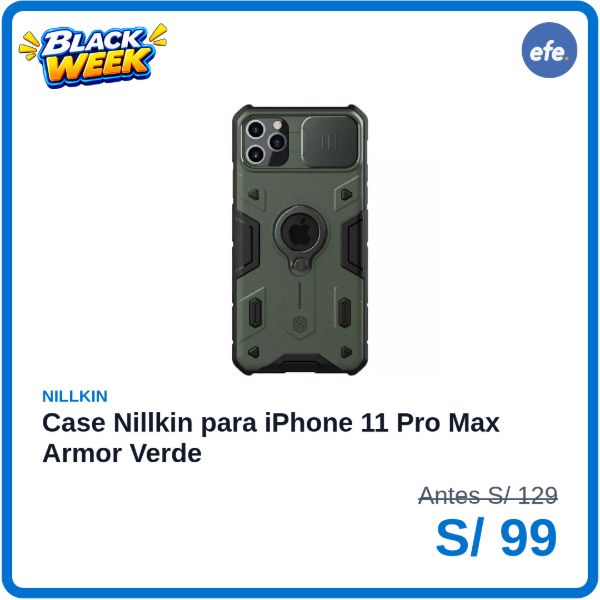 BLACK
WEEK
efe.
NILLKIN
Case Nillkin para iPhone 11 Pro Max
Armor Verde
Antes S/ 129
S/ 99